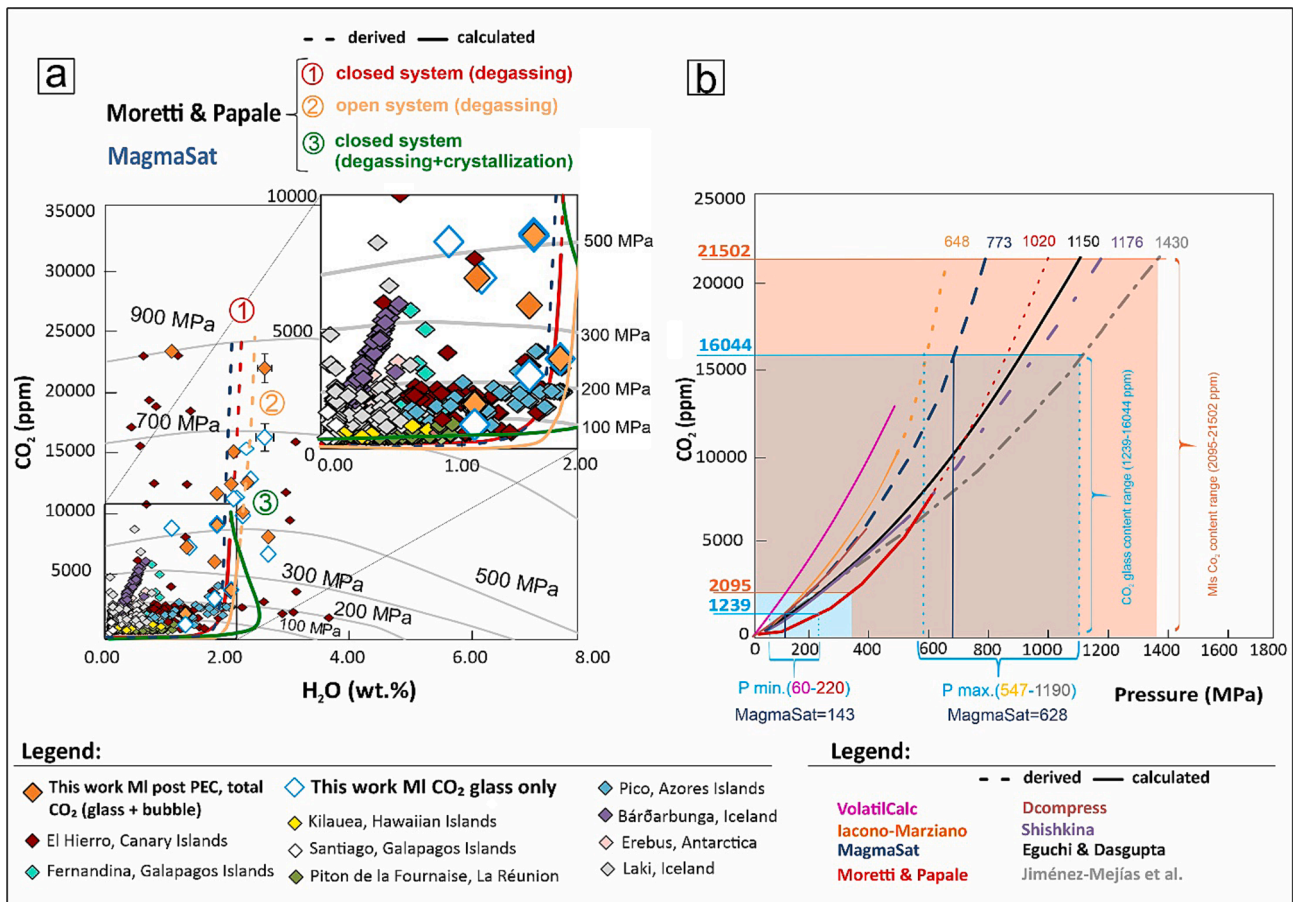 - - derived — calculated
a
① closed system (degassing)
Moretti & Papale
② open system (degassing)
MagmaSat
③ closed system
(degassing+crystallization)
CO₂ (ppm)
35000
30000
25000
20000
15000
10000
5000
0.00
2.00
4.00
6.00
8.00
H₂O (wt.%)
900 MPa
700 MPa
500 MPa
300 MPa
200 MPa
100 MPa
①
②
③
10000
5000
0
0.00
1.00
2.00
500 MPa
300 MPa
200 MPa
100 MPa
b
CO₂ (ppm)
25000
21502
20000
16044
15000
10000
5000
2095
1239
0
648
773
1020
1150
1176
1430
CO₂ glass content range (1239-16044 ppm)
MIs Co₂ content range (2095-21502 ppm)
0
200
400
600
800
1000
1200
1400
1600
1800
P min.(60-220)
MagmaSat=143
P max.(547-1190)
MagmaSat=628
Pressure (MPa)
Legend:
This work MI post PEC, total
CO₂ (glass + bubble)
El Hierro, Canary Islands
Fernandina, Galapagos Islands
This work MI CO₂ glass only
Kilauea, Hawaiian Islands
Santiago, Galapagos Islands
Piton de la Fournaise, La Réunion
Pico, Azores Islands
Bárðarbunga, Iceland
Erebus, Antarctica
Laki, Iceland
Legend:
- - derived — calculated
VolatilCalc
Iacono-Marziano
MagmaSat
Moretti & Papale
Dcompress
Shishkina
Eguchi & Dasgupta
Jiménez-Mejías et al.